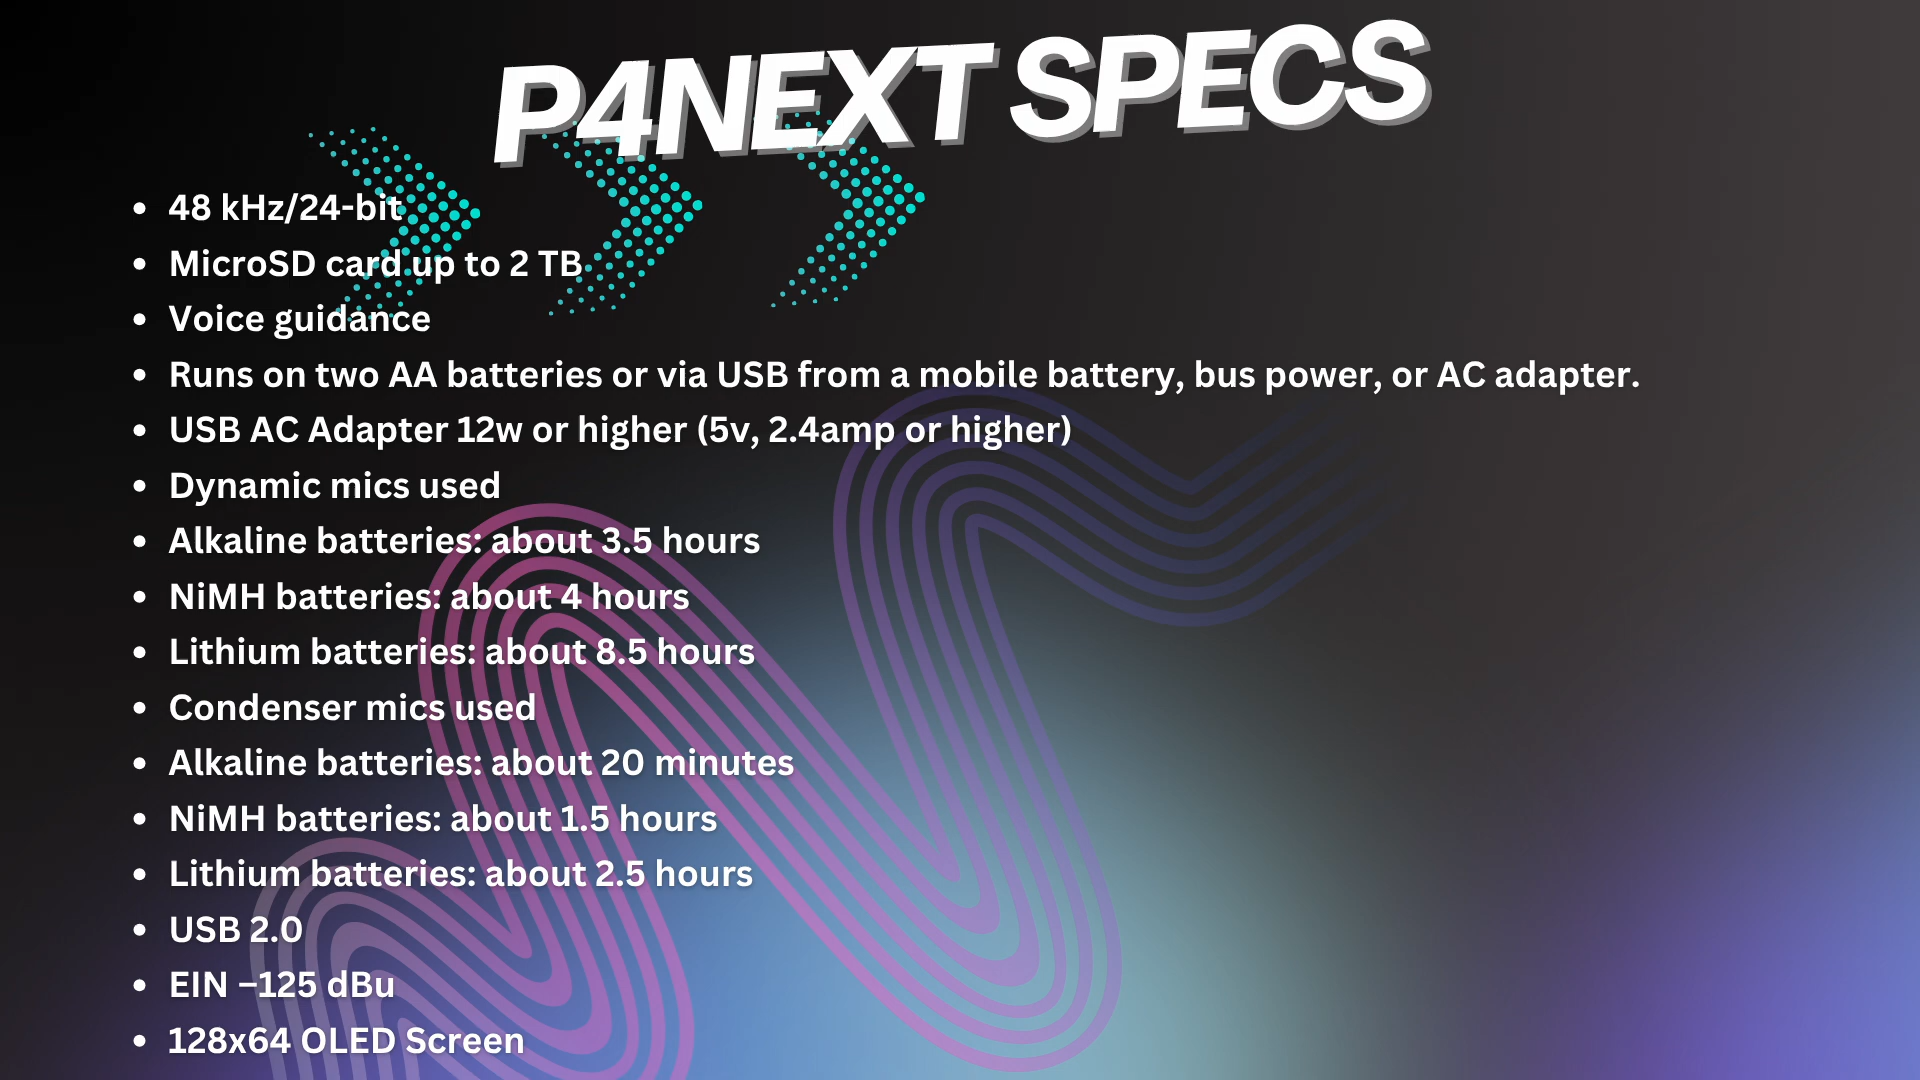 P4NEXT SPECS
• 48 kHz/24-bit
• MicroSD card up to 2 TB
• Voice guidance
• Runs on two AA batteries or via USB from a mobile battery, bus power, or AC adapter.
• USB AC Adapter 12w or higher (5v, 2.4amp or higher)
• Dynamic mics used
• Alkaline batteries: about 3.5 hours
• NiMH batteries: about 4 hours
• Lithium batteries: about 8.5 hours
• Condenser mics used
• Alkaline batteries: about 20 minutes
• NiMH batteries: about 1.5 hours
• Lithium batteries: about 2.5 hours
• USB 2.0
• EIN –125 dBu
• 128x64 OLED Screen